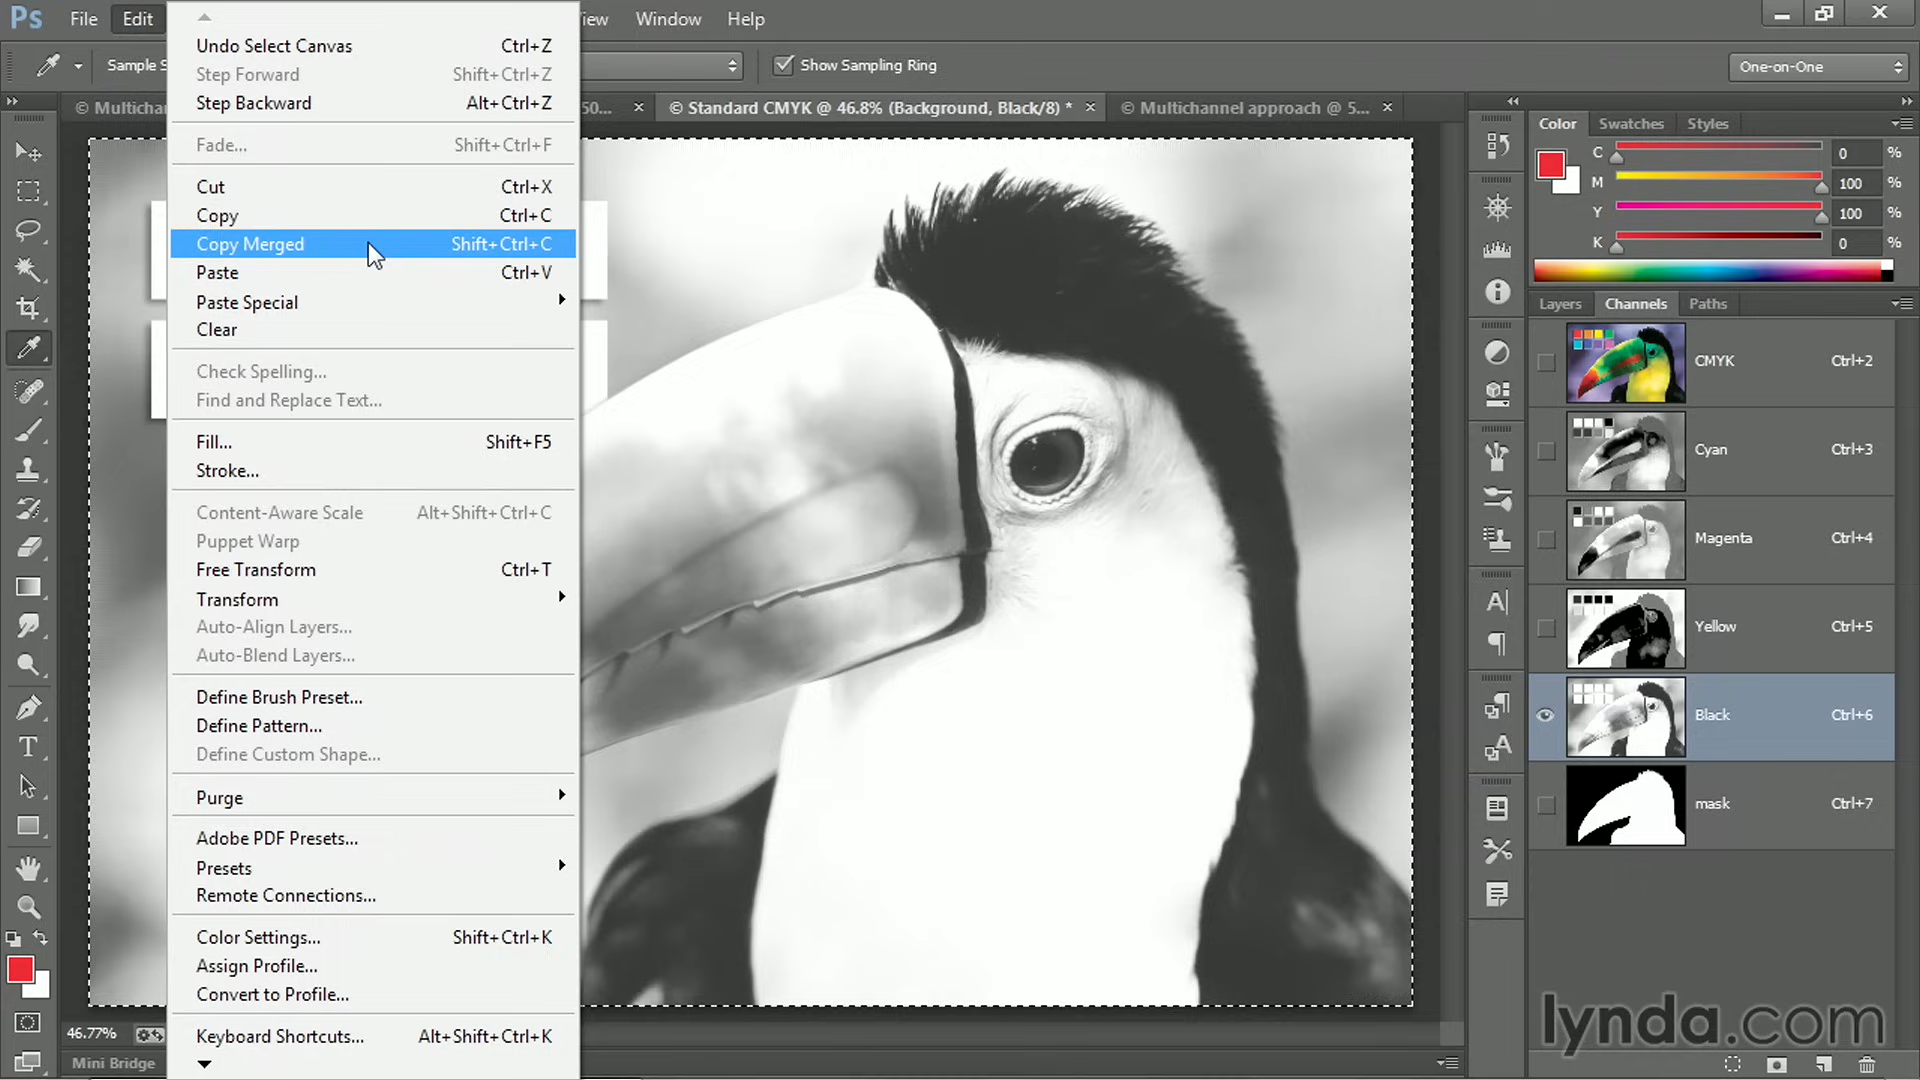 Ps File Edit iew Window Help
Sample S Show Sampling Ring One-on-One
© Multichan 50... × © Standard CMYK @ 46.8% (Background, Black/8) * × © Multichannel approach @ 5... ×
Undo Select Canvas Ctrl+Z
Step Forward Shift+Ctrl+Z
Step Backward Alt+Ctrl+Z
Fade... Shift+Ctrl+F
Cut Ctrl+X
Copy Ctrl+C
Copy Merged Shift+Ctrl+C
Paste Ctrl+V
Paste Special
Clear
Check Spelling...
Find and Replace Text...
Fill... Shift+F5
Stroke...
Content-Aware Scale Alt+Shift+Ctrl+C
Puppet Warp
Free Transform Ctrl+T
Transform
Auto-Align Layers...
Auto-Blend Layers...
Define Brush Preset...
Define Pattern...
Define Custom Shape...
Purge
Adobe PDF Presets...
Presets
Remote Connections...
Color Settings... Shift+Ctrl+K
Assign Profile...
Convert to Profile...
Keyboard Shortcuts... Alt+Shift+Ctrl+K
46.77%
Mini Bridge
Color Swatches Styles
C 0 %
M 100 %
Y 100 %
K 0 %
Layers Channels Paths
CMYK Ctrl+2
Cyan Ctrl+3
Magenta Ctrl+4
Yellow Ctrl+5
Black Ctrl+6
mask Ctrl+7
lynda.com